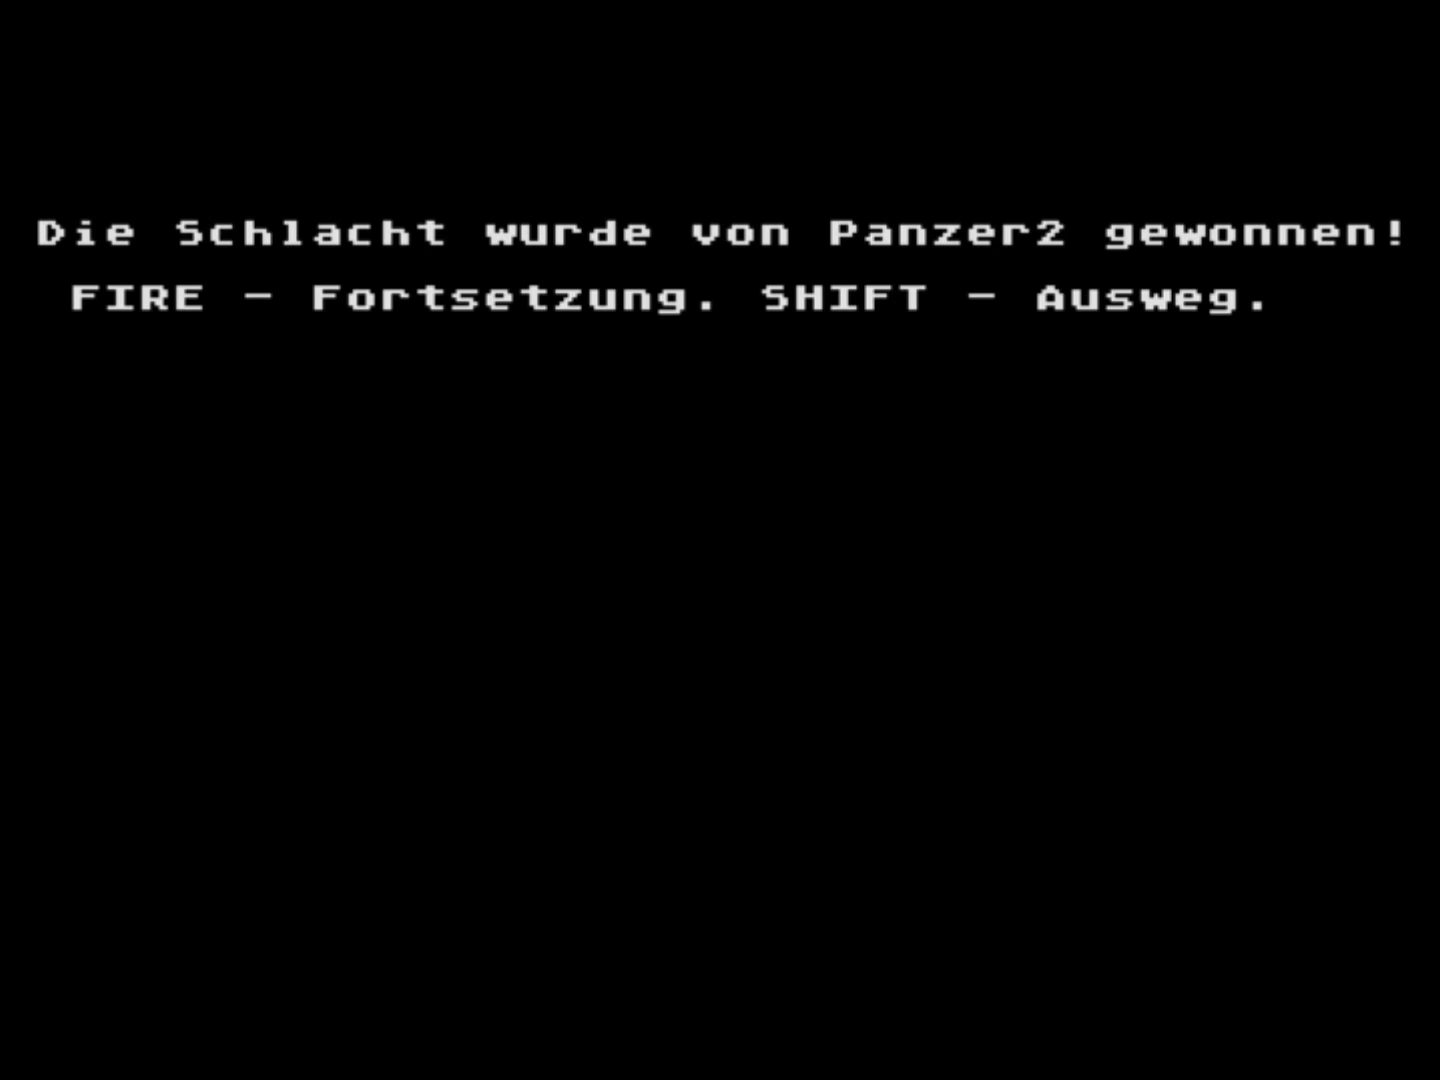 Die Schlacht wurde von Panzer2 gewonnen!
FIRE - Fortsetzung. SHIFT - Ausweg.